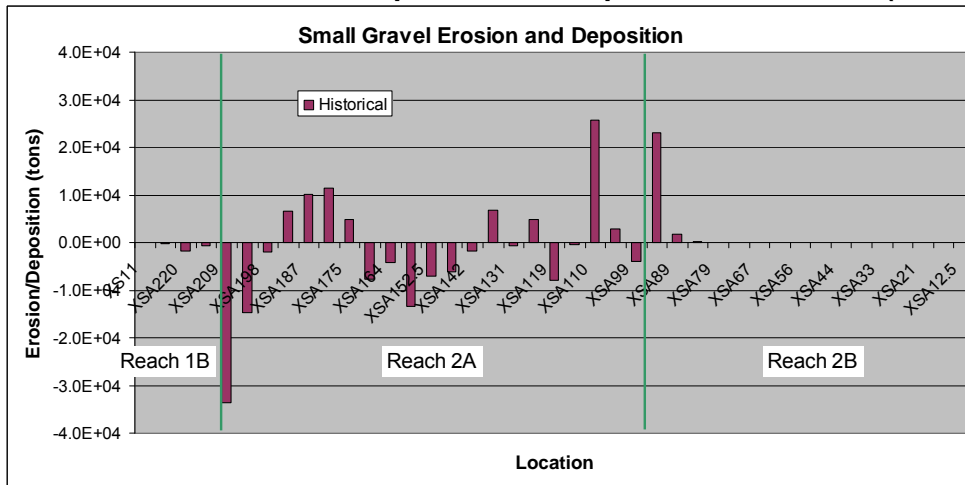 Small Gravel Erosion and Deposition
4.0E+04
3.0E+04
2.0E+04
1.0E+04
0.0E+00
-1.0E+04
-2.0E+04
-3.0E+04
-4.0E+04
Erosion/Deposition (tons)
Historical
XSA220
XSA209
XSA198
XSA187
XSA175
XSA164
XSA152.5
XSA142
XSA131
XSA119
XSA110
XSA99
XSA89
XSA79
XSA67
XSA56
XSA44
XSA33
XSA21
XSA12.5
Reach 1B
Reach 2A
Reach 2B
Location